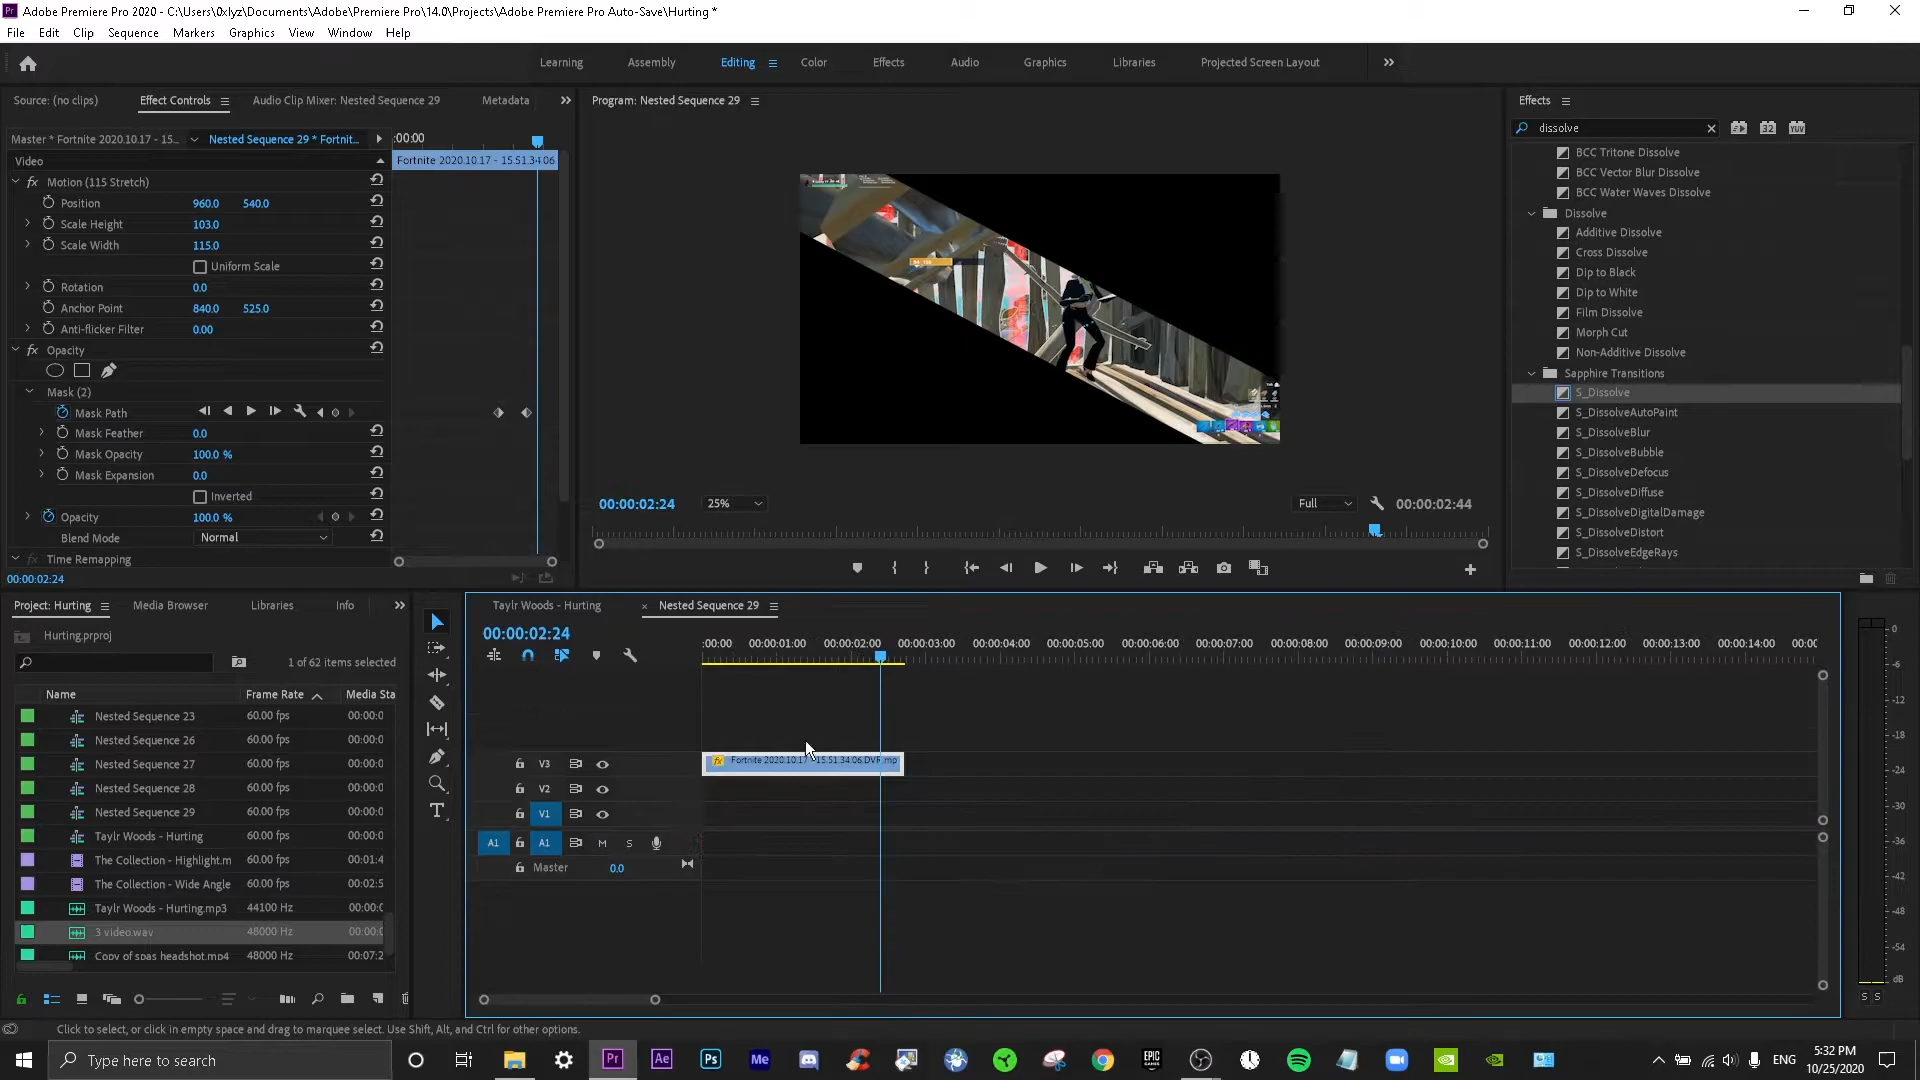 Adobe Premiere Pro 2020 - C:\Users\0xlyz\Documents\Adobe\Premiere Pro\14.0\Projects\Adobe Premiere Pro Auto-Save\Hurting *
File Edit Clip Sequence Markers Graphics View Window Help
Learning Assembly Editing Color Effects Audio Graphics Libraries Projected Screen Layout
Source: (no clips) Effect Controls Audio Clip Mixer: Nested Sequence 29 Metadata
Master * Fortnite 2020.10.17 - 15... Nested Sequence 29 * Fortnit...
:00:00
Video
Fortnite 2020.10.17 - 15.51.34.06
fx Motion (115 Stretch)
Position 960.0 540.0
Scale Height 103.0
Scale Width 115.0
Uniform Scale
Rotation 0.0
Anchor Point 840.0 525.0
Anti-flicker Filter 0.00
fx Opacity
Mask (2)
Mask Path
Mask Feather 0.0
Mask Opacity 100.0 %
Mask Expansion 0.0
Inverted
Opacity 100.0 %
Blend Mode Normal
fx Time Remapping
00:00:02:24
Program: Nested Sequence 29
00:00:02:24 25% Full 00:00:02:44
Effects
dissolve
32 YUV
BCC Tritone Dissolve
BCC Vector Blur Dissolve
BCC Water Waves Dissolve
Dissolve
Additive Dissolve
Cross Dissolve
Dip to Black
Dip to White
Film Dissolve
Morph Cut
Non-Additive Dissolve
Sapphire Transitions
S_Dissolve
S_DissolveAutoPaint
S_DissolveBlur
S_DissolveBubble
S_DissolveDefocus
S_DissolveDiffuse
S_DissolveDigitalDamage
S_DissolveDistort
S_DissolveEdgeRays
Project: Hurting Media Browser Libraries Info
Hurting.prproj
1 of 62 items selected
Name Frame Rate Media Sta
Nested Sequence 23 60.00 fps 00:00:0
Nested Sequence 26 60.00 fps 00:00:0
Nested Sequence 27 60.00 fps 00:00:0
Nested Sequence 28 60.00 fps 00:00:0
Nested Sequence 29 60.00 fps 00:00:0
Taylr Woods - Hurting 60.00 fps 00:00:0
The Collection - Highlight.m 60.00 fps 00:01:4
The Collection - Wide Angle 60.00 fps 00:02:5
Taylr Woods - Hurting.mp3 44100 Hz 00:00:0
3 video.wav 48000 Hz 00:00:0
Copy of spas headshot.mp4 48000 Hz 00:07:2
Taylr Woods - Hurting × Nested Sequence 29
00:00:02:24
:00:00 00:00:01:00 00:00:02:00 00:00:03:00 00:00:04:00 00:00:05:00 00:00:06:00 00:00:07:00 00:00:08:00 00:00:09:00 00:00:10:00 00:00:11:00 00:00:12:00 00:00:13:00 00:00:14:00 00:00
V3 fx Fortnite 2020.10.17 - 15.51.34.06.DVR.mp
V2
V1
A1 A1 M S
Master 0.0
0
-6
-12
-18
-24
-30
-36
-42
-48
-54
dB
S S
Click to select, or click in empty space and drag to marquee select. Use Shift, Alt, and Ctrl for other options.
Type here to search
Pr Ae Ps Me EPIC GAMES
ENG
5:32 PM
10/25/2020